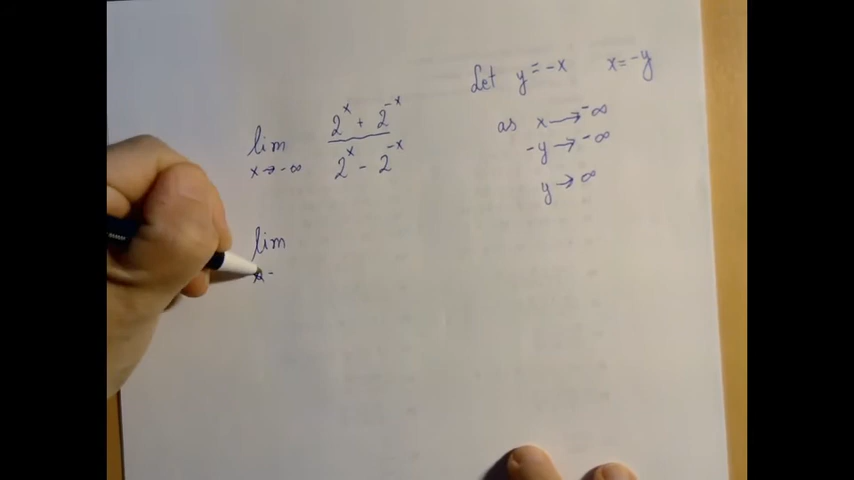 Let y = -x x = -y
lim x→-∞ (2^x + 2^-x) / (2^x - 2^-x)
as x → -∞
-y → -∞
y → ∞
lim